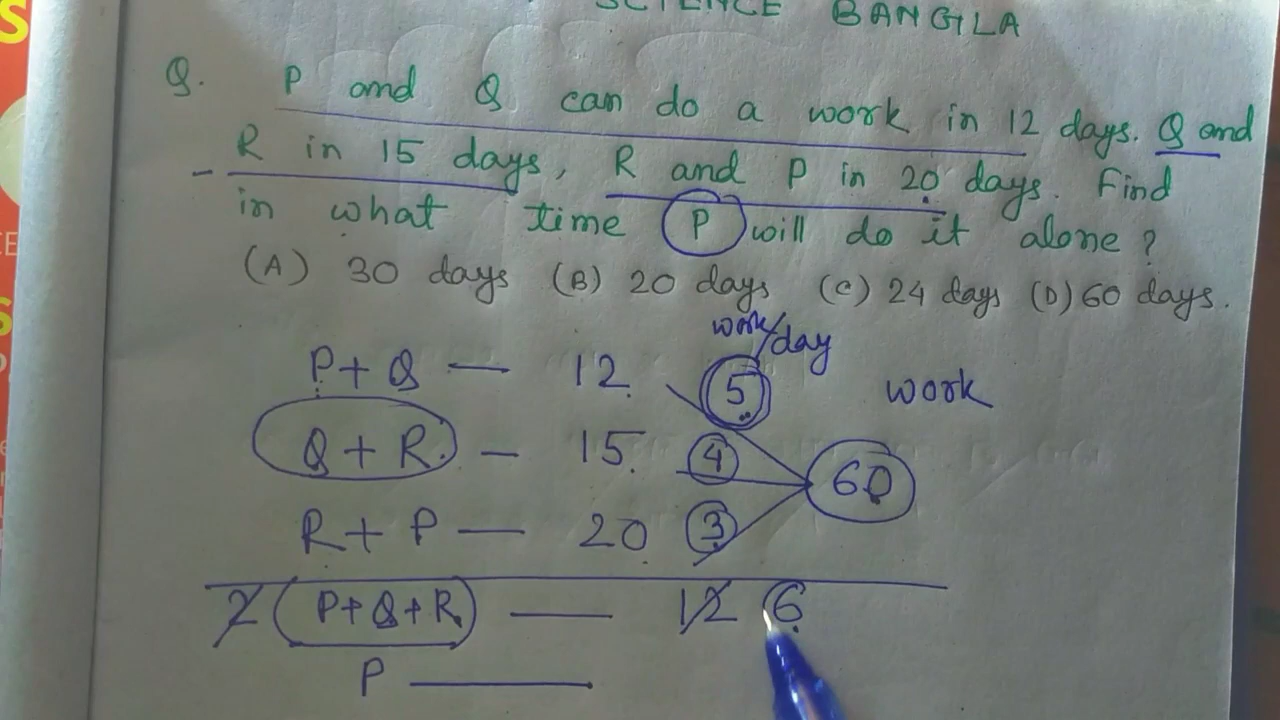 SCIENCE BANGLA
Q. P and Q can do a work in 12 days. Q and
R in 15 days, R and P in 20 days. Find
in what time P will do it alone ?
(A) 30 days (B) 20 days (C) 24 days (D) 60 days.
work/day
P + Q — 12 5 work
Q + R — 15 4 60
R + P — 20 3
2 (P+Q+R) — 12 6
P —